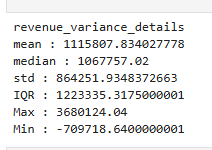 revenue_variance_details
mean : 1115807.834027778
median : 1067757.02
std : 864251.9348372663
IQR : 1223335.3175000001
Max : 3680124.04
Min : -709718.6400000001